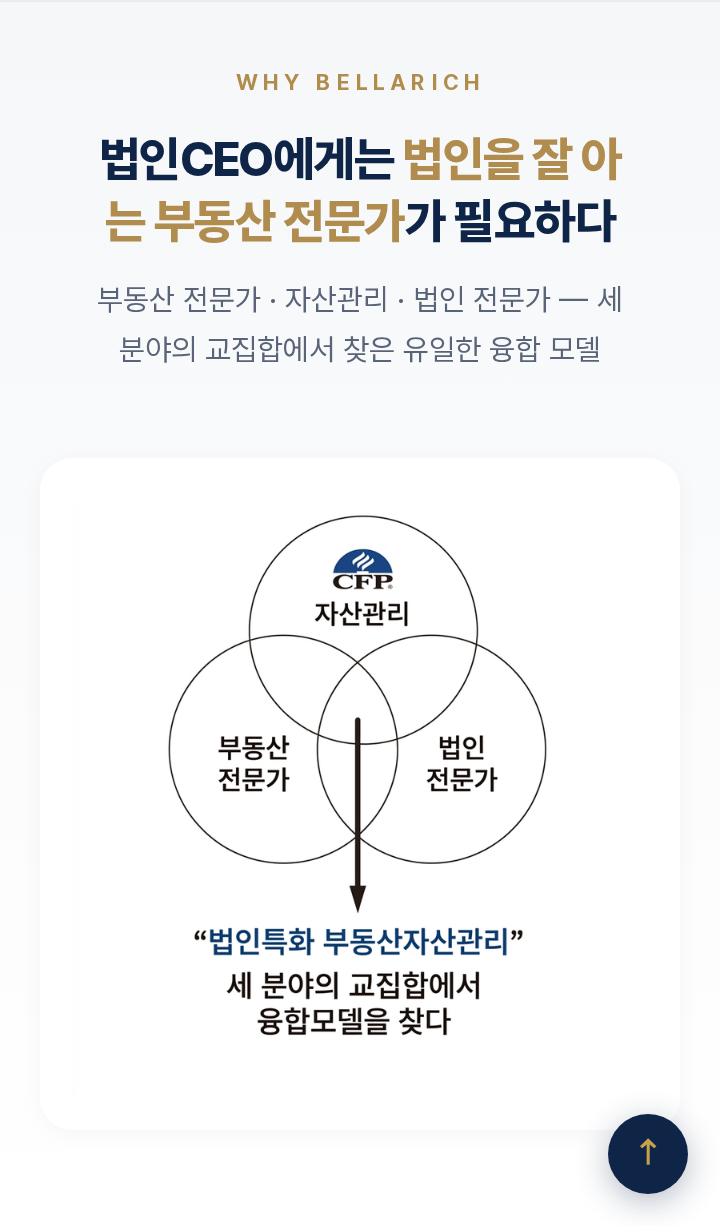 WHY BELLARICH
법인CEO에게는 법인을 잘 아
는 부동산 전문가가 필요하다
부동산 전문가 · 자산관리 · 법인 전문가 — 세
분야의 교집합에서 찾은 유일한 융합 모델
CFP®
자산관리
부동산
전문가
법인
전문가
“법인특화 부동산자산관리”
세 분야의 교집합에서
융합모델을 찾다
↑